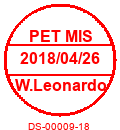 PET MIS
2018/04/26
W.Leonardo
DS-00009-18